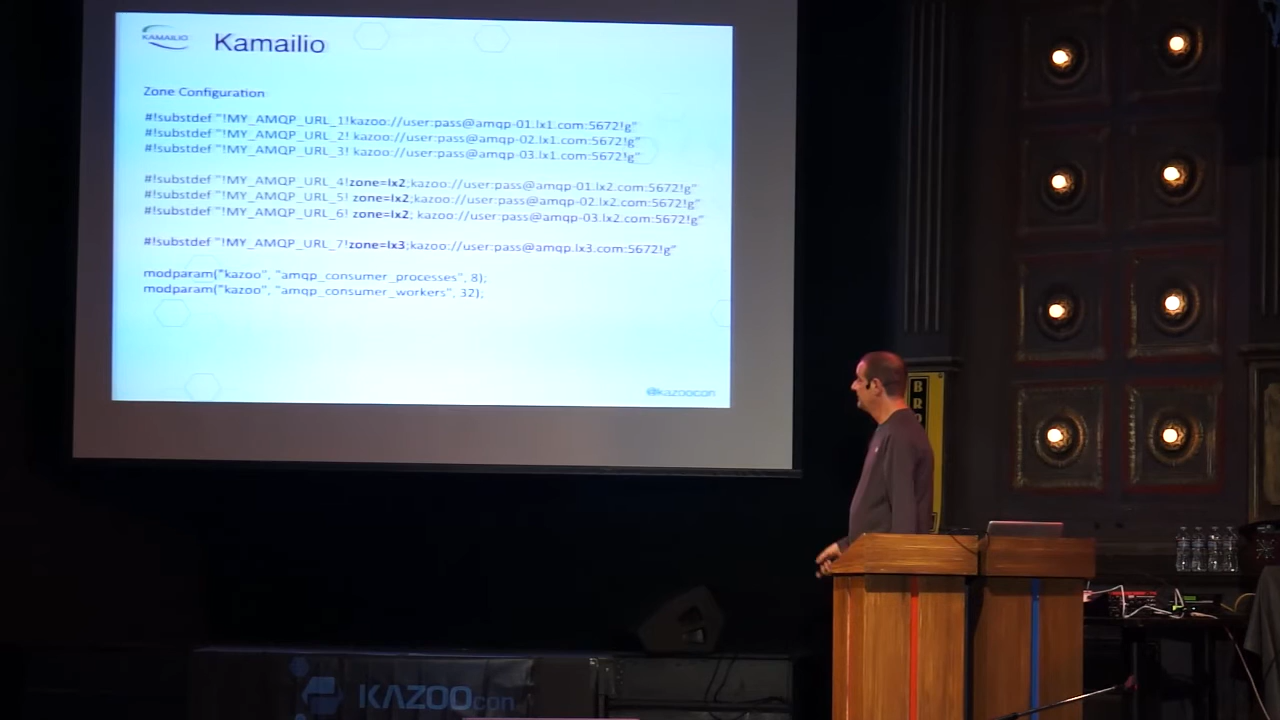 KAMAILIO
Kamailio
Zone Configuration
#!substdef "!MY_AMQP_URL_1!kazoo://user:pass@amqp-01.lx1.com:5672!g"
#!substdef "!MY_AMQP_URL_2! kazoo://user:pass@amqp-02.lx1.com:5672!g"
#!substdef "!MY_AMQP_URL_3! kazoo://user:pass@amqp-03.lx1.com:5672!g"
#!substdef "!MY_AMQP_URL_4!zone=lx2;kazoo://user:pass@amqp-01.lx2.com:5672!g"
#!substdef "!MY_AMQP_URL_5! zone=lx2;kazoo://user:pass@amqp-02.lx2.com:5672!g"
#!substdef "!MY_AMQP_URL_6! zone=lx2; kazoo://user:pass@amqp-03.lx2.com:5672!g"
#!substdef "!MY_AMQP_URL_7!zone=lx3;kazoo://user:pass@amqp.lx3.com:5672!g"
modparam("kazoo", "amqp_consumer_processes", 8);
modparam("kazoo", "amqp_consumer_workers", 32);
@kazoocon
KAZOOcon